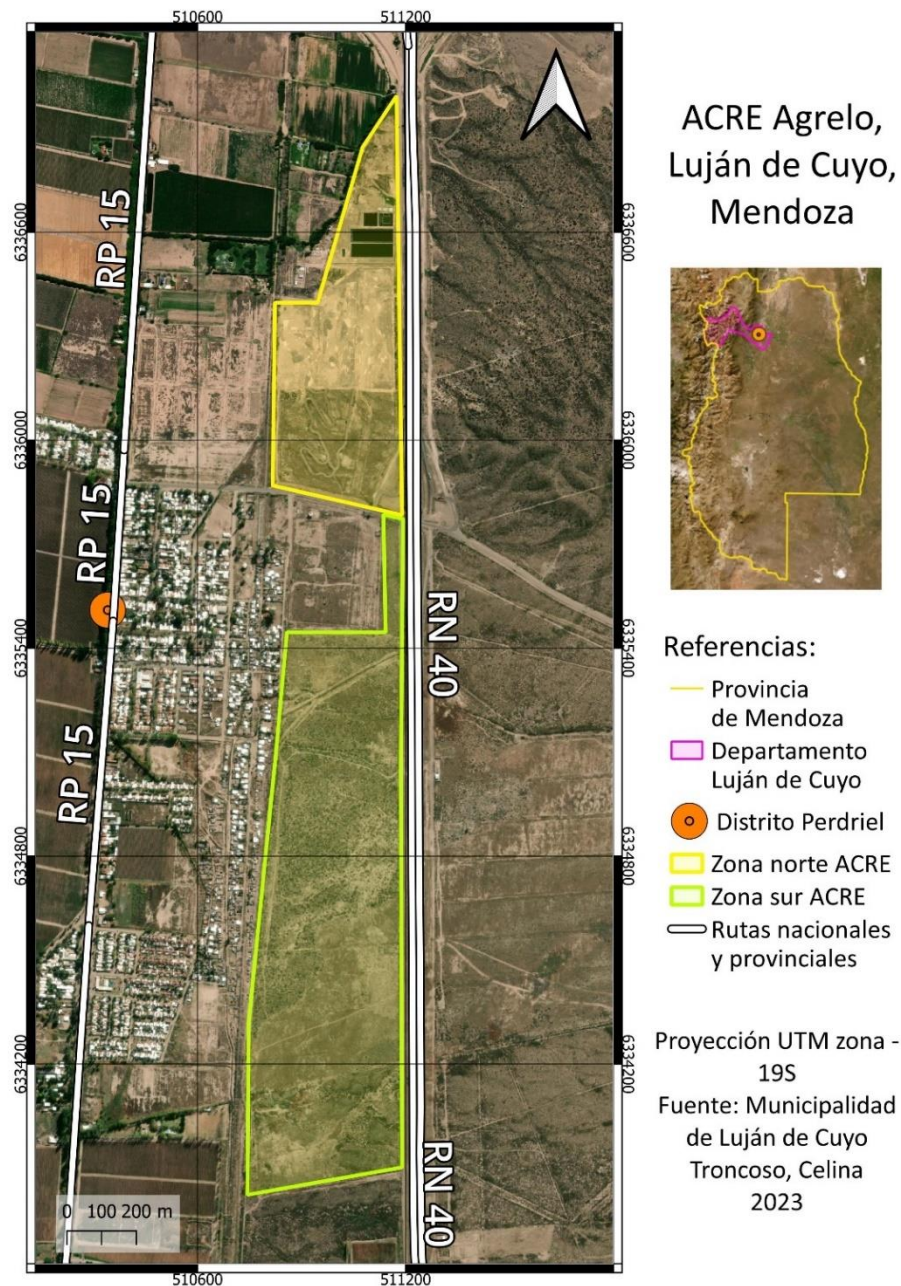 510600
511200
RP 15
6336600
6336600
6336000
6336000
RP 15
6335400
6335400
RN 40
RP 15
6334800
6334800
6334200
6334200
RN 40
0 100 200 m
510600
511200
ACRE Agrelo,
Luján de Cuyo,
Mendoza
Referencias:
Provincia
de Mendoza
Departamento
Luján de Cuyo
Distrito Perdriel
Zona norte ACRE
Zona sur ACRE
Rutas nacionales
y provinciales
Proyección UTM zona -
19S
Fuente: Municipalidad
de Luján de Cuyo
Troncoso, Celina
2023